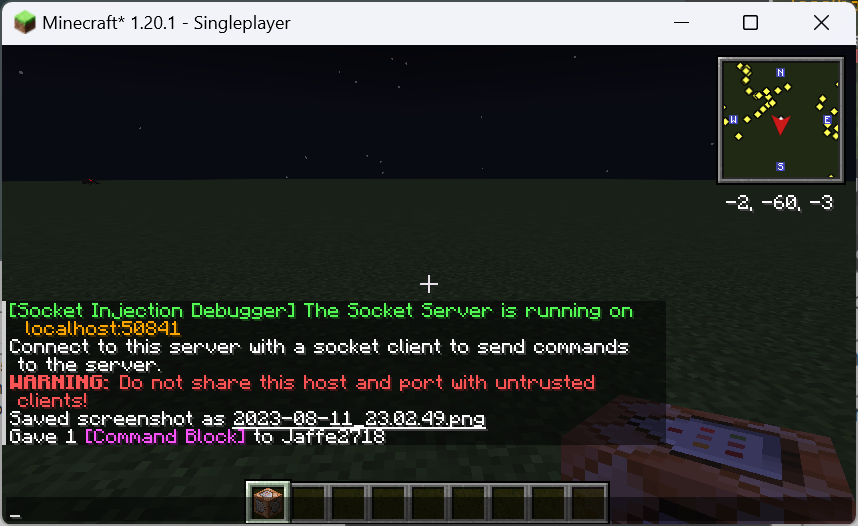 Minecraft* 1.20.1 - Singleplayer
N
W
E
S
-2, -60, -3
[Socket Injection Debugger] The Socket Server is running on
localhost:50841
Connect to this server with a socket client to send commands
to the server.
WARNING: Do not share this host and port with untrusted
clients!
Saved screenshot as 2023-08-11_23.02.49.png
Gave 1 [Command Block] to Jaffe2718
_